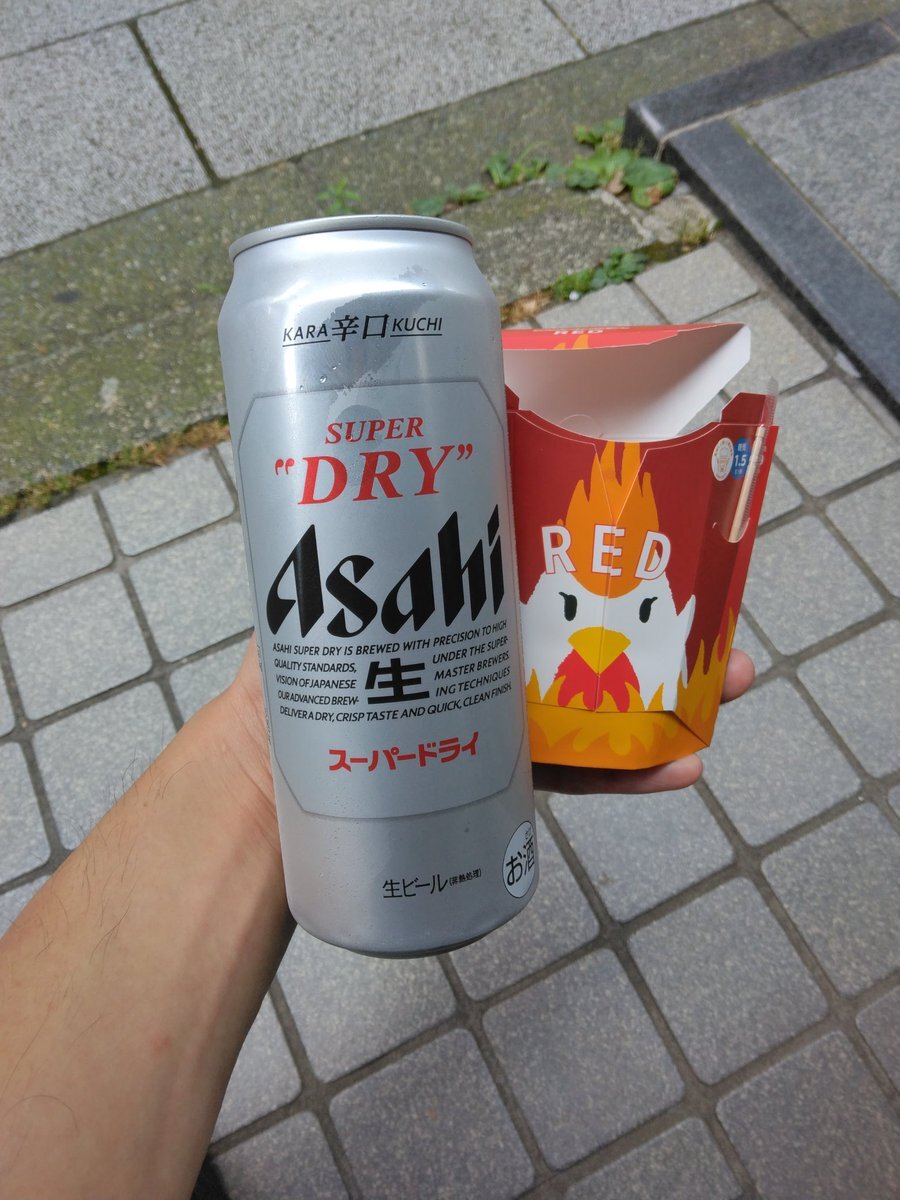 KARA 辛口 KUCHI
SUPER
"DRY"
Asahi
ASAHI SUPER DRY IS BREWED WITH PRECISION TO HIGH
QUALITY STANDARDS, UNDER THE SUPER-
VISION OF JAPANESE MASTER BREWERS.
OUR ADVANCED BREW- ING TECHNIQUES
DELIVER A DRY, CRISP TASTE AND QUICK, CLEAN FINISH.
生
スーパードライ
生ビール(非熱処理)
お酒
RED
RED
1.5